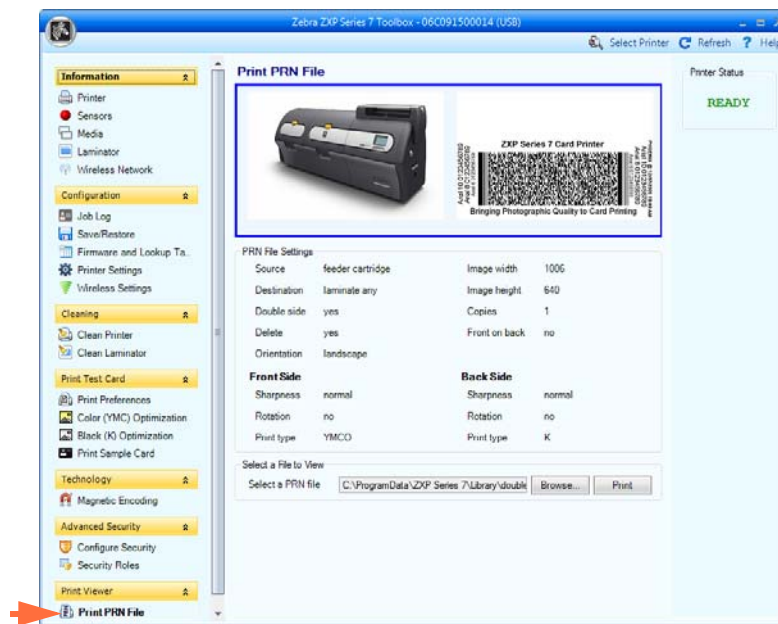 Zebra ZXP Series 7 Toolbox - 06C091500014 (USB)
Select Printer Refresh ? Help
Information
Printer
Sensors
Media
Laminator
Wireless Network
Configuration
Job Log
Save/Restore
Firmware and Lookup Ta..
Printer Settings
Wireless Settings
Cleaning
Clean Printer
Clean Laminator
Print Test Card
Print Preferences
Color (YMC) Optimization
Black (K) Optimization
Print Sample Card
Technology
Magnetic Encoding
Advanced Security
Configure Security
Security Roles
Print Viewer
Print PRN File
Print PRN File
ZXP Series 7 Card Printer
Bringing Photographic Quality to Card Printing
PRN File Settings
Source feeder cartridge Image width 1006
Destination laminate any Image height 640
Double side yes Copies 1
Delete yes Front on back no
Orientation landscape
Front Side Back Side
Sharpness normal Sharpness normal
Rotation no Rotation no
Print type YMCO Print type K
Select a File to View
Select a PRN file C:\ProgramData\ZXP Series 7\Library\double Browse... Print
Printer Status
READY